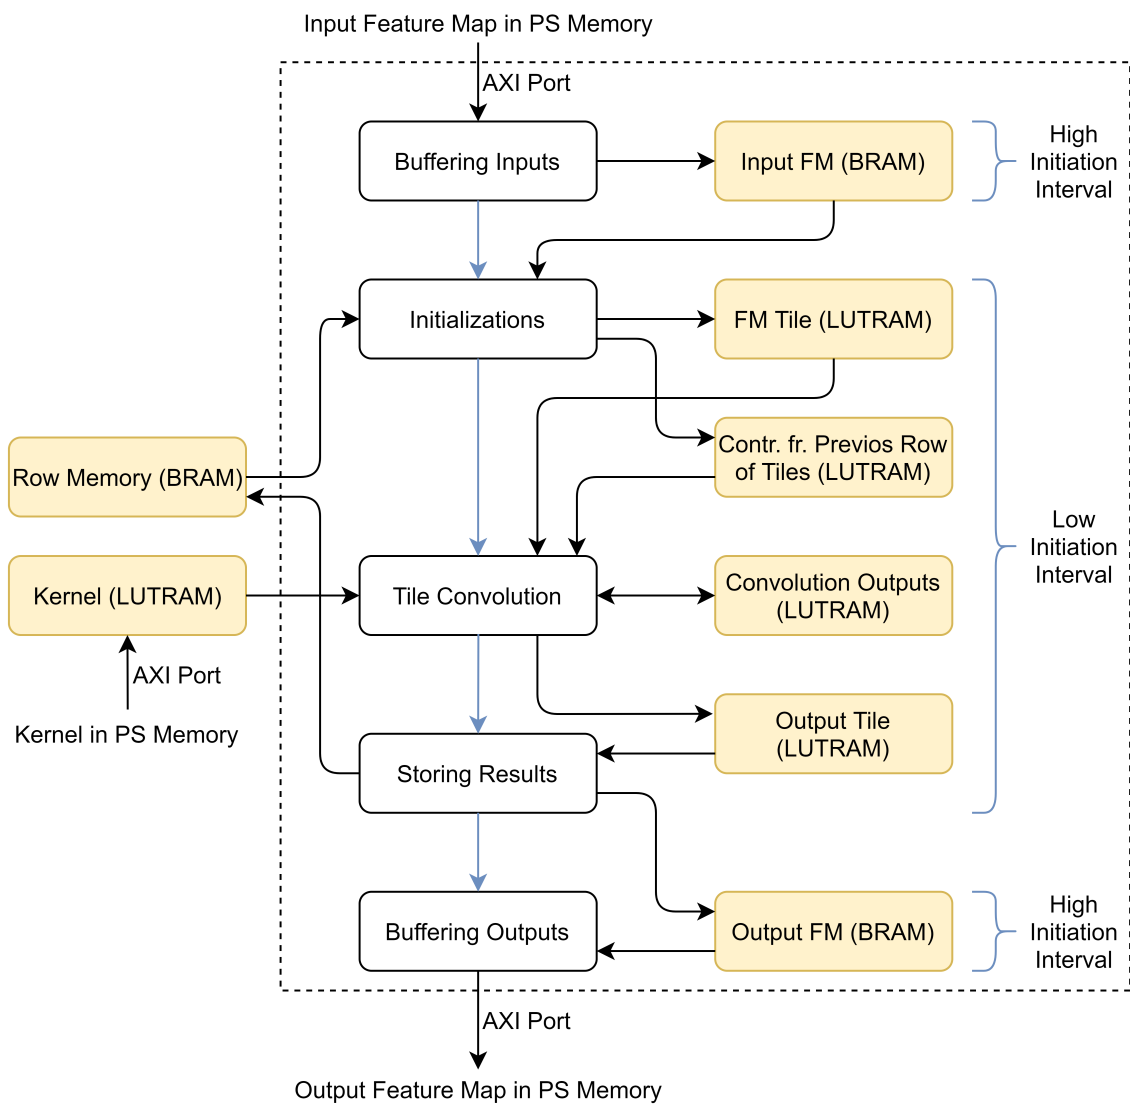 Input Feature Map in PS Memory
AXI Port
Buffering Inputs
Input FM (BRAM)
High
Initiation
Interval
Initializations
FM Tile (LUTRAM)
Row Memory (BRAM)
Contr. fr. Previos Row
of Tiles (LUTRAM)
Low
Initiation
Interval
Kernel (LUTRAM)
Tile Convolution
Convolution Outputs
(LUTRAM)
AXI Port
Kernel in PS Memory
Output Tile
(LUTRAM)
Storing Results
Buffering Outputs
Output FM (BRAM)
High
Initiation
Interval
AXI Port
Output Feature Map in PS Memory